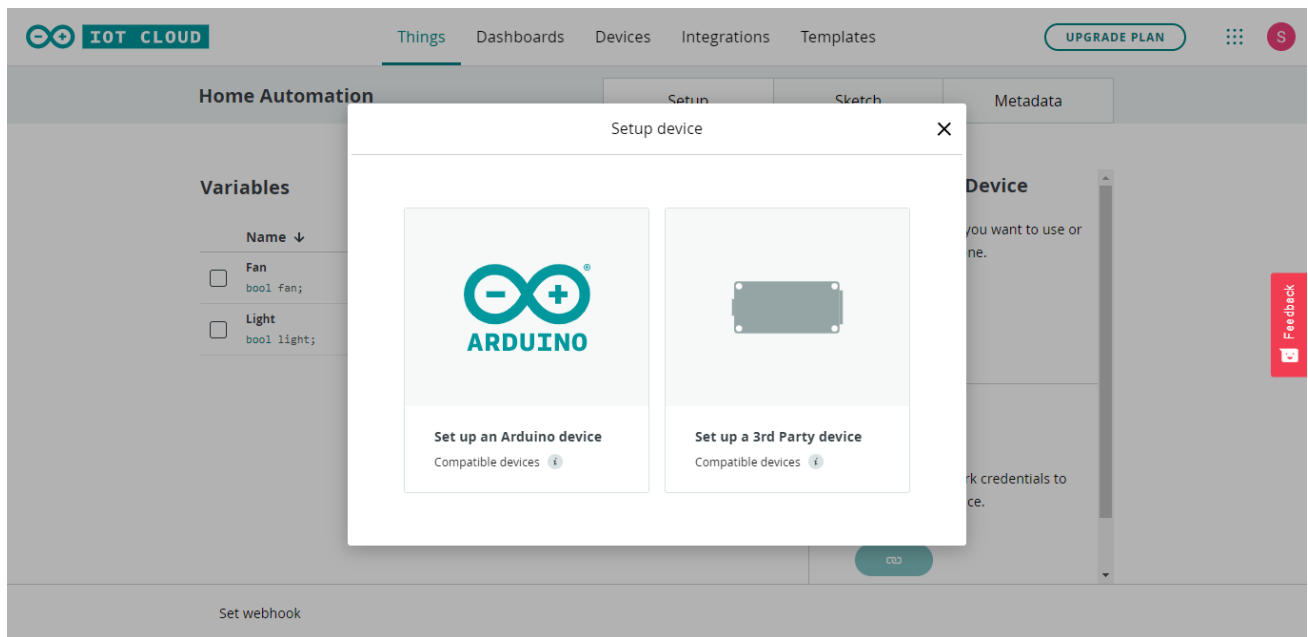 IOT CLOUD
Things Dashboards Devices Integrations Templates
UPGRADE PLAN
S
Home Automation
Setup Sketch Metadata
Setup device
Variables
Device
Name
you want to use or
ne.
Fan
bool fan;
Light
bool light;
ARDUINO
®
Set up an Arduino device
Compatible devices i
Set up a 3rd Party device
Compatible devices i
rk credentials to
ce.
Feedback
Set webhook